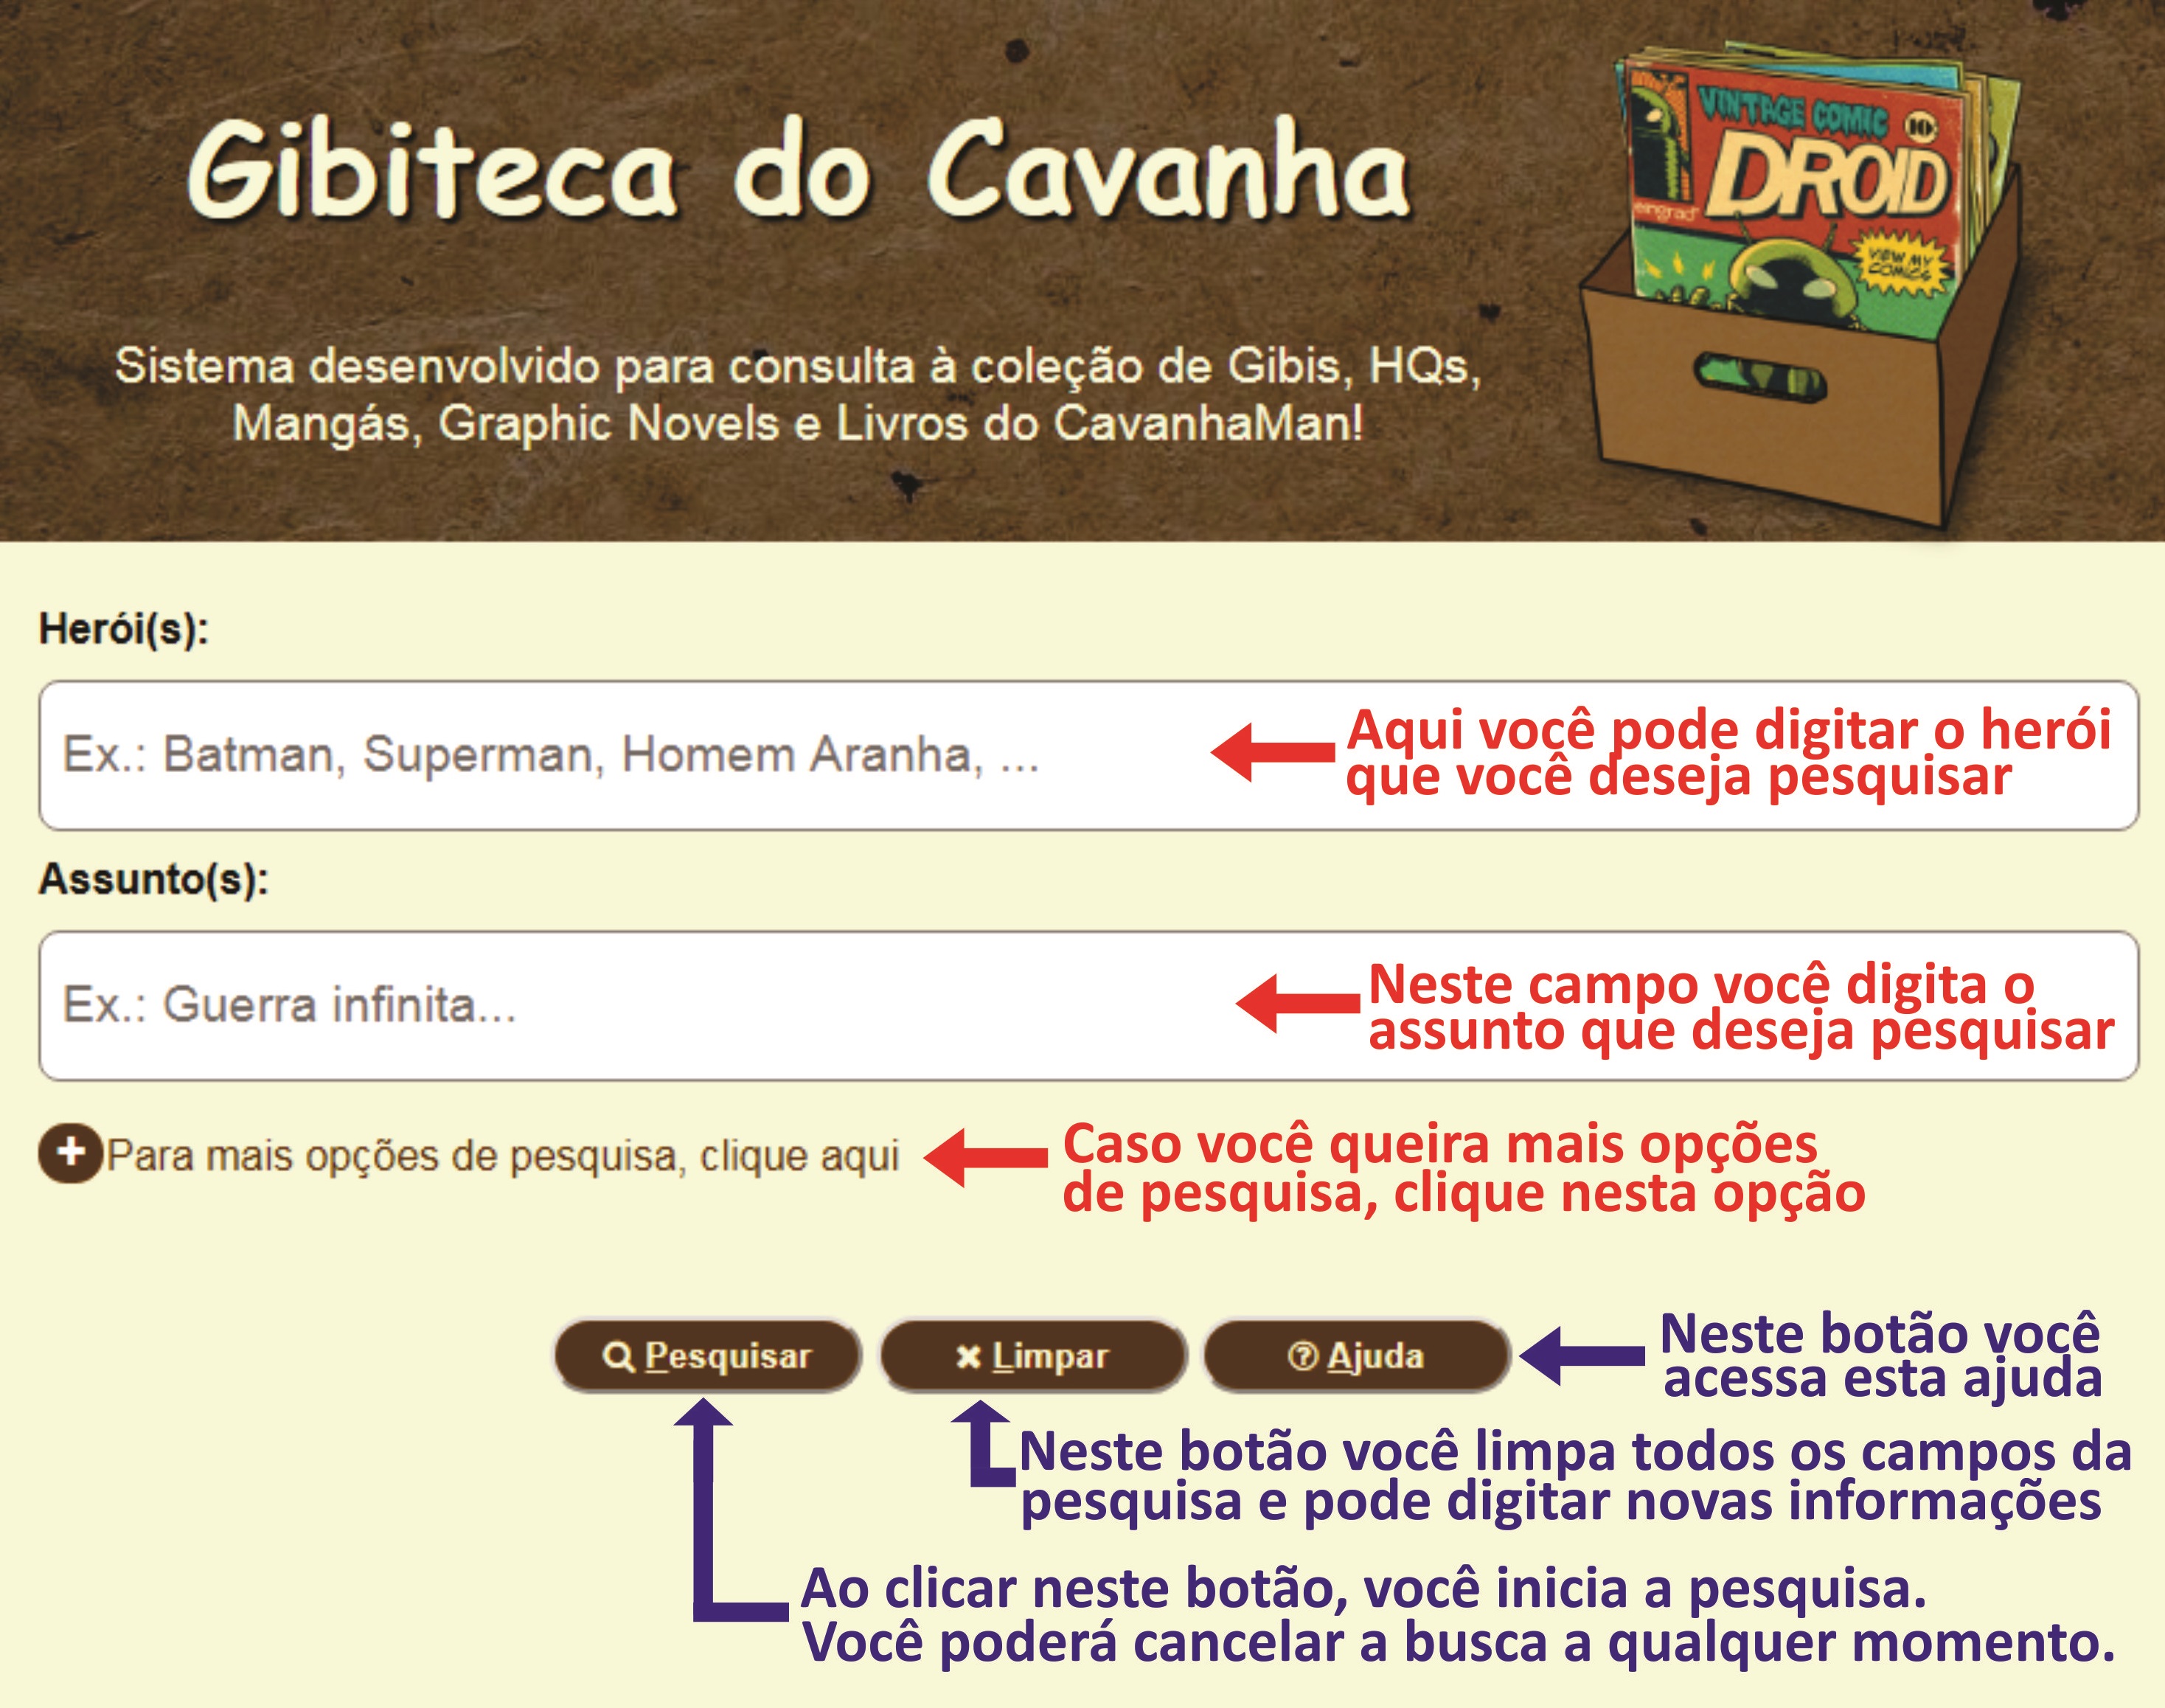 Gibiteca do Cavanha
VINTAGE COMIC
10
DROID
VIEW MY
COMICS
Sistema desenvolvido para consulta à coleção de Gibis, HQs,
Mangás, Graphic Novels e Livros do CavanhaMan!
Herói(s):
Ex.: Batman, Superman, Homem Aranha, ...
Aqui você pode digitar o herói
que você deseja pesquisar
Assunto(s):
Ex.: Guerra infinita...
Neste campo você digita o
assunto que deseja pesquisar
Para mais opções de pesquisa, clique aqui
Caso você queira mais opções
de pesquisa, clique nesta opção
Pesquisar
Limpar
Ajuda
Neste botão você
acessa esta ajuda
Neste botão você limpa todos os campos da
pesquisa e pode digitar novas informações
Ao clicar neste botão, você inicia a pesquisa.
Você poderá cancelar a busca a qualquer momento.